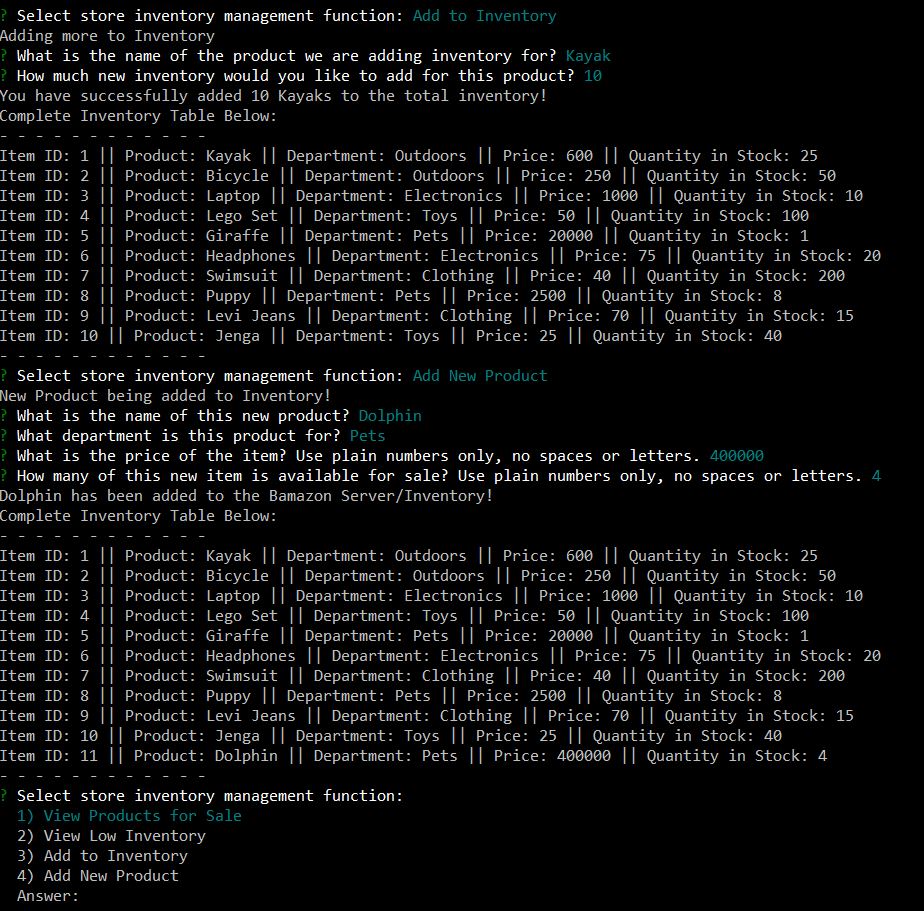 ? Select store inventory management function: Add to Inventory
Adding more to Inventory
? What is the name of the product we are adding inventory for? Kayak
? How much new inventory would you like to add for this product? 10
You have successfully added 10 Kayaks to the total inventory!
Complete Inventory Table Below:
- - - - - - - - - - - -
Item ID: 1 || Product: Kayak || Department: Outdoors || Price: 600 || Quantity in Stock: 25
Item ID: 2 || Product: Bicycle || Department: Outdoors || Price: 250 || Quantity in Stock: 50
Item ID: 3 || Product: Laptop || Department: Electronics || Price: 1000 || Quantity in Stock: 10
Item ID: 4 || Product: Lego Set || Department: Toys || Price: 50 || Quantity in Stock: 100
Item ID: 5 || Product: Giraffe || Department: Pets || Price: 20000 || Quantity in Stock: 1
Item ID: 6 || Product: Headphones || Department: Electronics || Price: 75 || Quantity in Stock: 20
Item ID: 7 || Product: Swimsuit || Department: Clothing || Price: 40 || Quantity in Stock: 200
Item ID: 8 || Product: Puppy || Department: Pets || Price: 2500 || Quantity in Stock: 8
Item ID: 9 || Product: Levi Jeans || Department: Clothing || Price: 70 || Quantity in Stock: 15
Item ID: 10 || Product: Jenga || Department: Toys || Price: 25 || Quantity in Stock: 40
- - - - - - - - - - - -
? Select store inventory management function: Add New Product
New Product being added to Inventory!
? What is the name of this new product? Dolphin
? What department is this product for? Pets
? What is the price of the item? Use plain numbers only, no spaces or letters. 400000
? How many of this new item is available for sale? Use plain numbers only, no spaces or letters. 4
Dolphin has been added to the Bamazon Server/Inventory!
Complete Inventory Table Below:
- - - - - - - - - - - -
Item ID: 1 || Product: Kayak || Department: Outdoors || Price: 600 || Quantity in Stock: 25
Item ID: 2 || Product: Bicycle || Department: Outdoors || Price: 250 || Quantity in Stock: 50
Item ID: 3 || Product: Laptop || Department: Electronics || Price: 1000 || Quantity in Stock: 10
Item ID: 4 || Product: Lego Set || Department: Toys || Price: 50 || Quantity in Stock: 100
Item ID: 5 || Product: Giraffe || Department: Pets || Price: 20000 || Quantity in Stock: 1
Item ID: 6 || Product: Headphones || Department: Electronics || Price: 75 || Quantity in Stock: 20
Item ID: 7 || Product: Swimsuit || Department: Clothing || Price: 40 || Quantity in Stock: 200
Item ID: 8 || Product: Puppy || Department: Pets || Price: 2500 || Quantity in Stock: 8
Item ID: 9 || Product: Levi Jeans || Department: Clothing || Price: 70 || Quantity in Stock: 15
Item ID: 10 || Product: Jenga || Department: Toys || Price: 25 || Quantity in Stock: 40
Item ID: 11 || Product: Dolphin || Department: Pets || Price: 400000 || Quantity in Stock: 4
- - - - - - - - - - - -
? Select store inventory management function:
1) View Products for Sale
2) View Low Inventory
3) Add to Inventory
4) Add New Product
Answer: